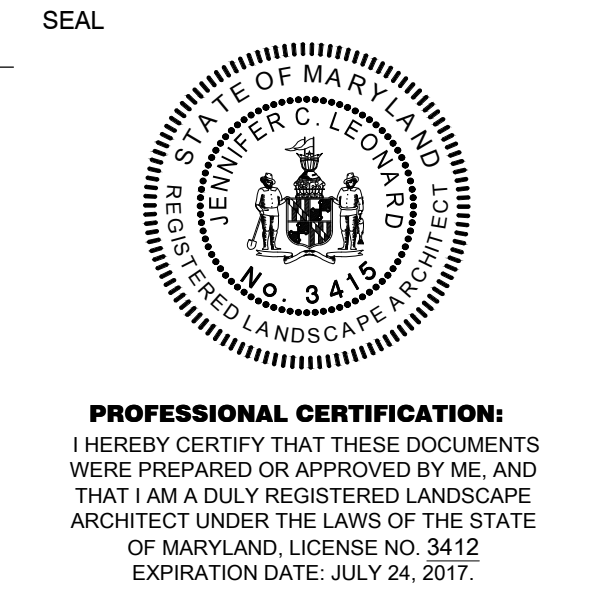 SEAL
STATE OF MARYLAND
REGISTERED LANDSCAPE ARCHITECT
JENNIFER C. LEONARD
No. 3415
PROFESSIONAL CERTIFICATION:
I HEREBY CERTIFY THAT THESE DOCUMENTS
WERE PREPARED OR APPROVED BY ME, AND
THAT I AM A DULY REGISTERED LANDSCAPE
ARCHITECT UNDER THE LAWS OF THE STATE
OF MARYLAND, LICENSE NO. 3412
EXPIRATION DATE: JULY 24, 2017.